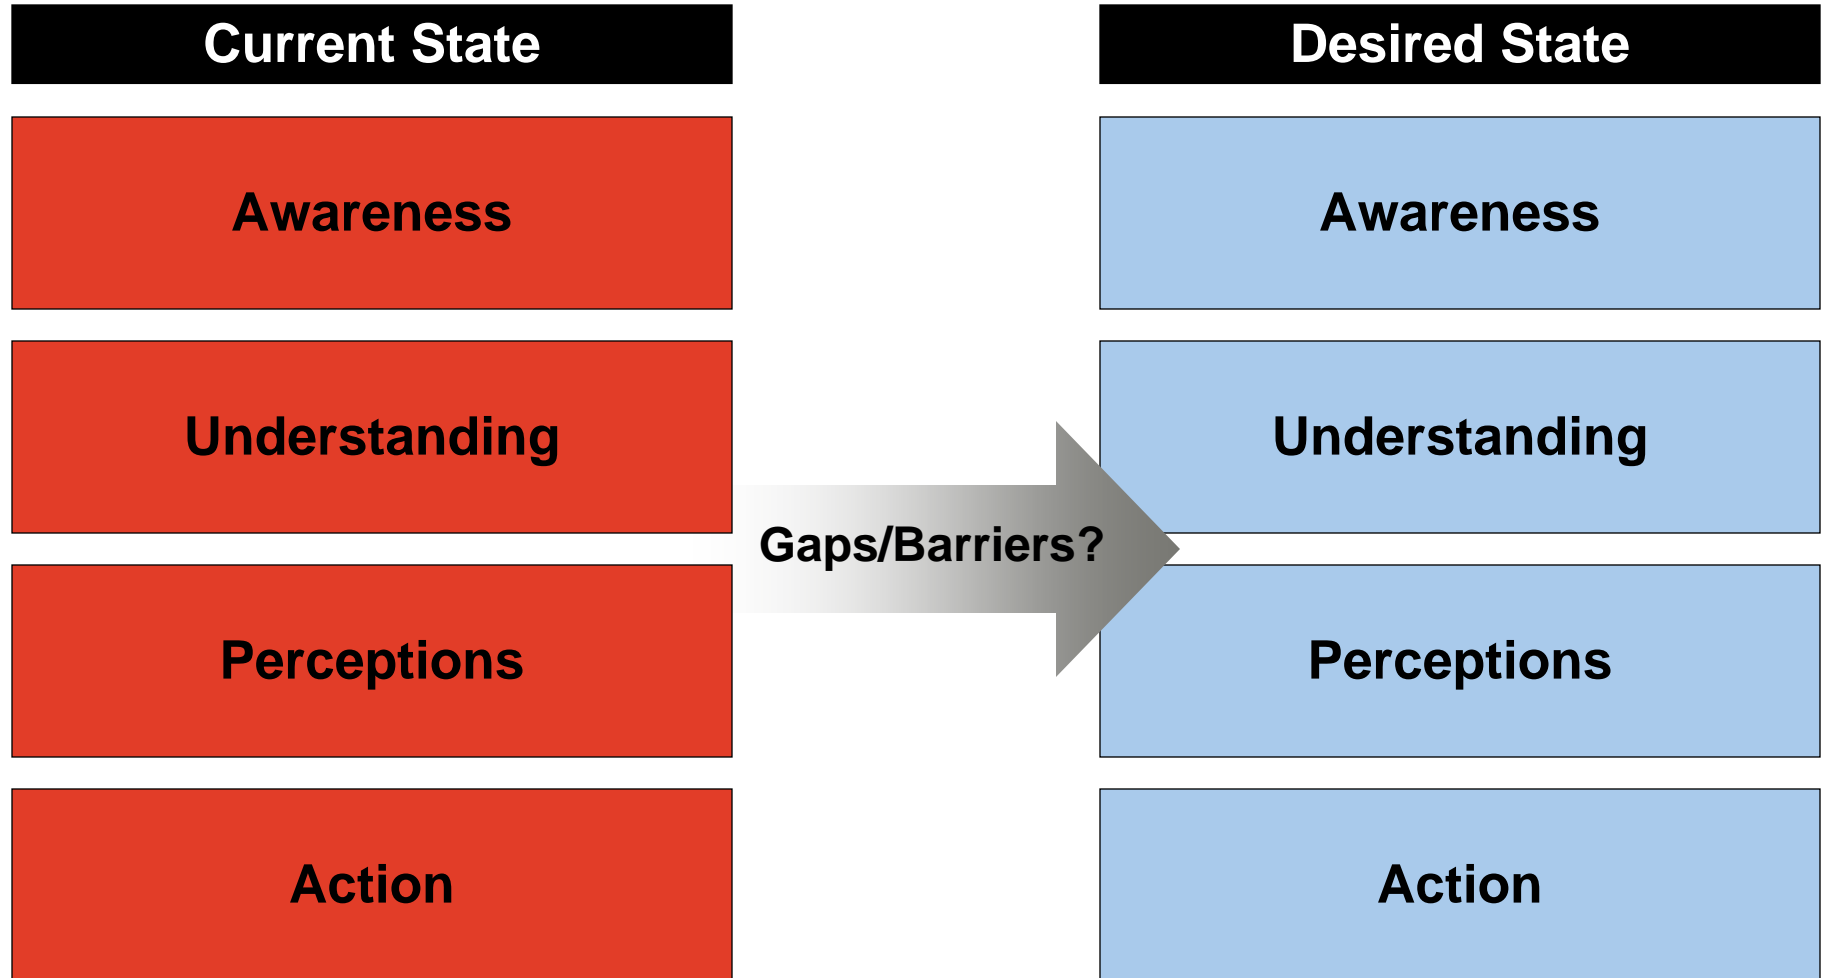 Current State
Desired State
Awareness
Awareness
Understanding
Understanding
Gaps/Barriers?
Perceptions
Perceptions
Action
Action